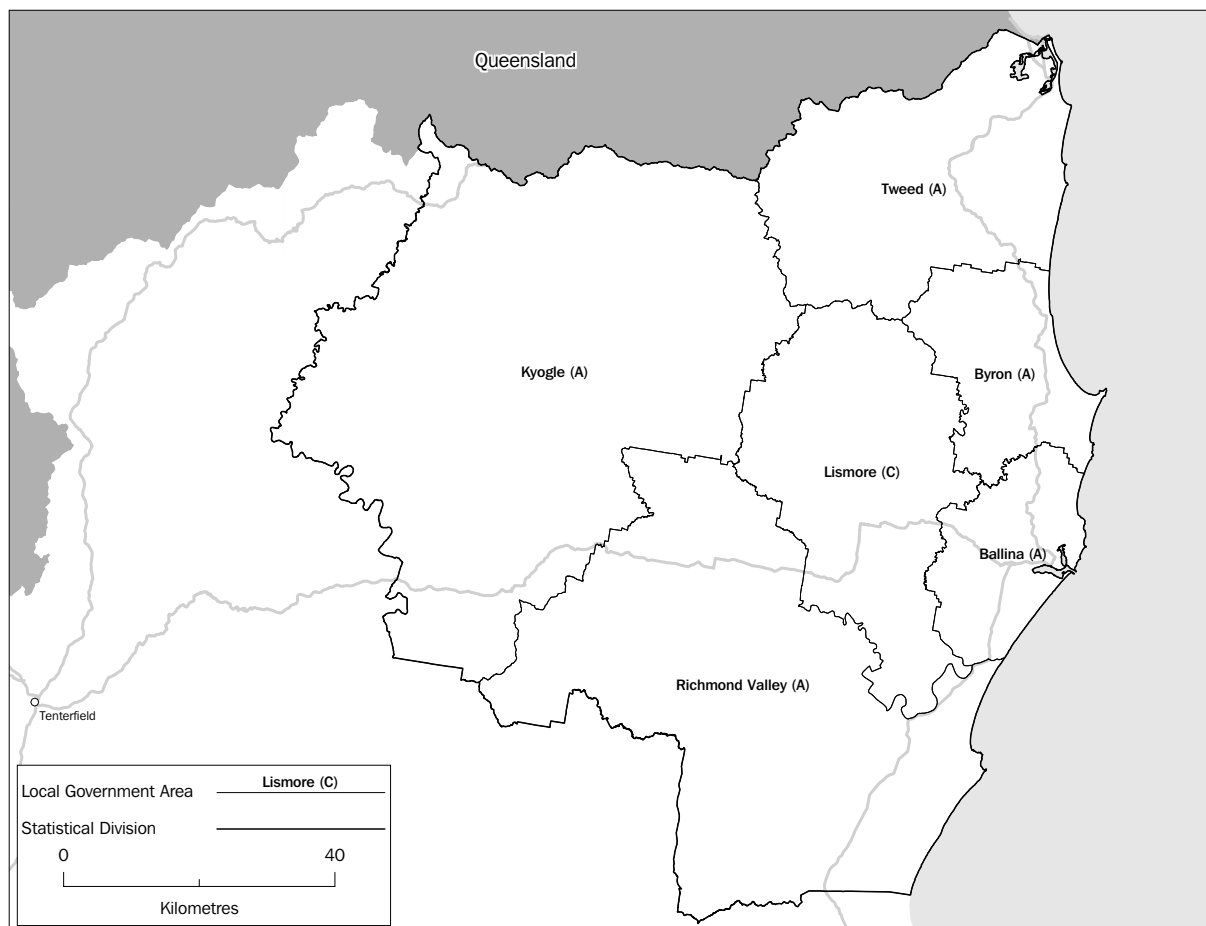 Queensland
Tweed (A)
Kyogle (A)
Byron (A)
Lismore (C)
Ballina (A)
Richmond Valley (A)
Tenterfield
Lismore (C)
Local Government Area
Statistical Division
0 40
Kilometres